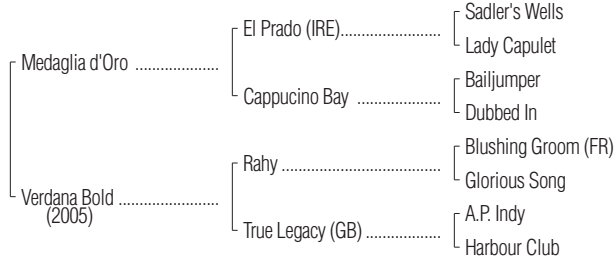 Medaglia d'Oro ....................
El Prado (IRE)........................
Sadler's Wells
Lady Capulet
Cappucino Bay ....................
Bailjumper
Dubbed In
Verdana Bold ........................
(2005)
Rahy ......................................
Blushing Groom (FR)
Glorious Song
True Legacy (GB) ..................
A.P. Indy
Harbour Club